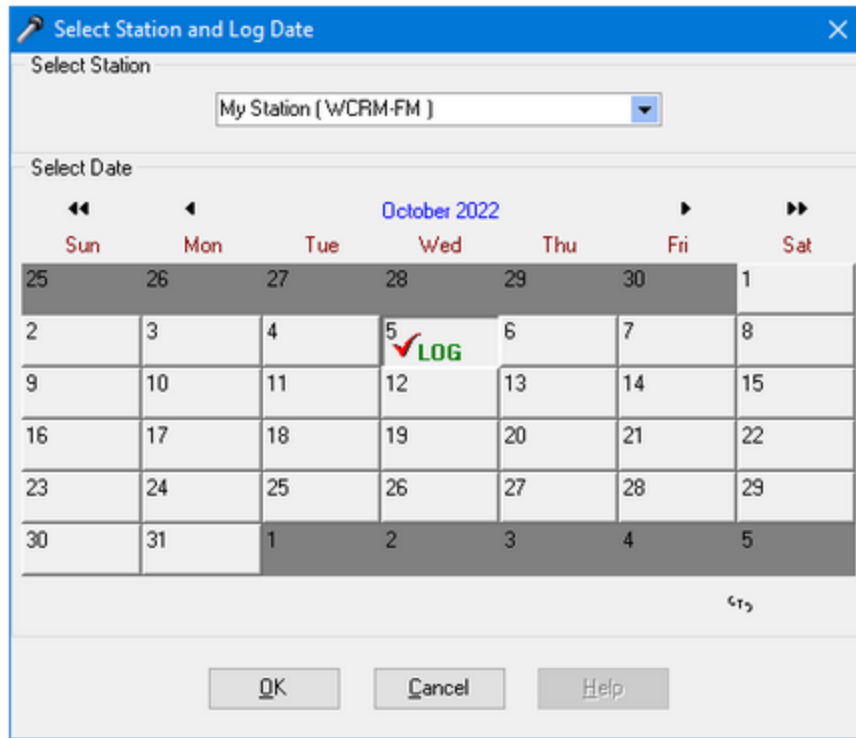 Select Station and Log Date
Select Station
My Station ( WCRM-FM )
Select Date
October 2022
Sun Mon Tue Wed Thu Fri Sat
25 26 27 28 29 30 1
2 3 4 5 LOG 6 7 8
9 10 11 12 13 14 15
16 17 18 19 20 21 22
23 24 25 26 27 28 29
30 31 1 2 3 4 5
OK Cancel Help